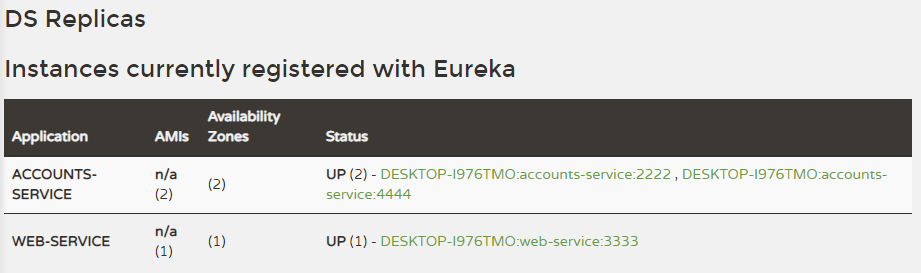 DS Replicas
Instances currently registered with Eureka
Availability
Application AMIs Zones Status
ACCOUNTS- n/a UP (2) - DESKTOP-I976TMO:accounts-service:2222 , DESKTOP-I976TMO:accounts-
SERVICE (2) (2) service:4444
n/a
WEB-SERVICE (1) UP (1) - DESKTOP-I976TMO:web-service:3333
(1)